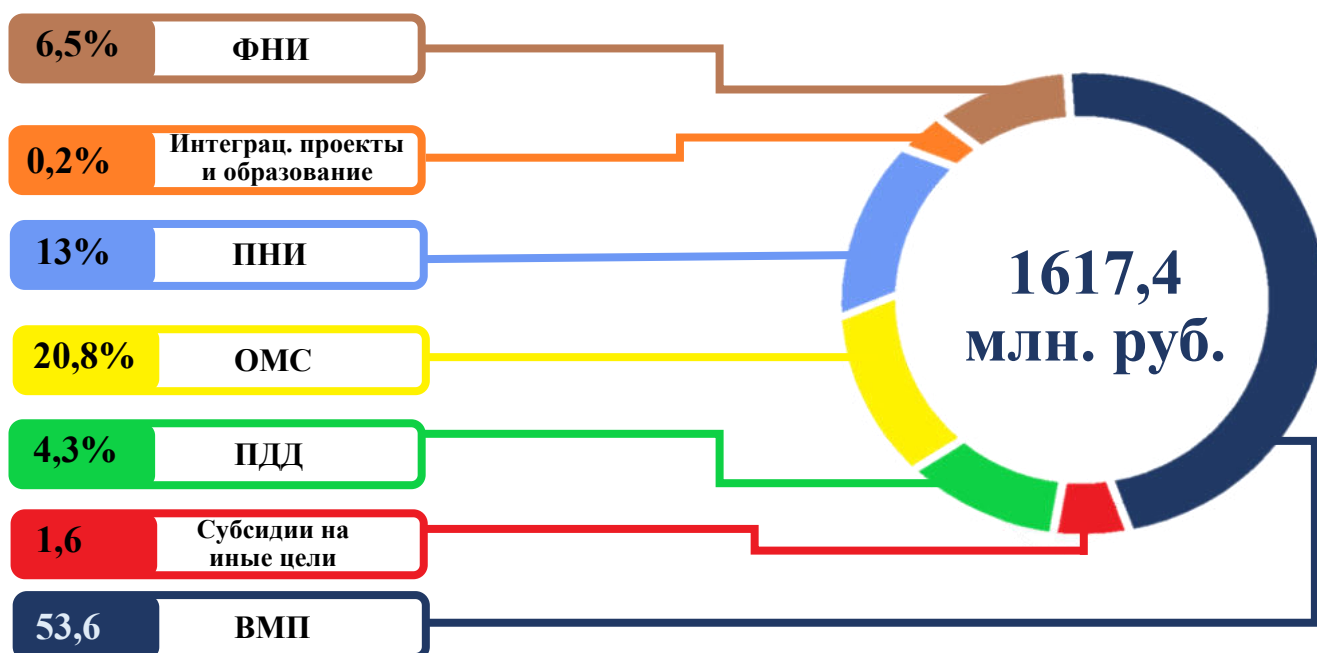 6,5% ФНИ
0,2% Интеграц. проекты
и образование
13% ПНИ
20,8% ОМС
4,3% ПДД
1,6 Субсидии на
иные цели
53,6 ВМП
1617,4
млн. руб.